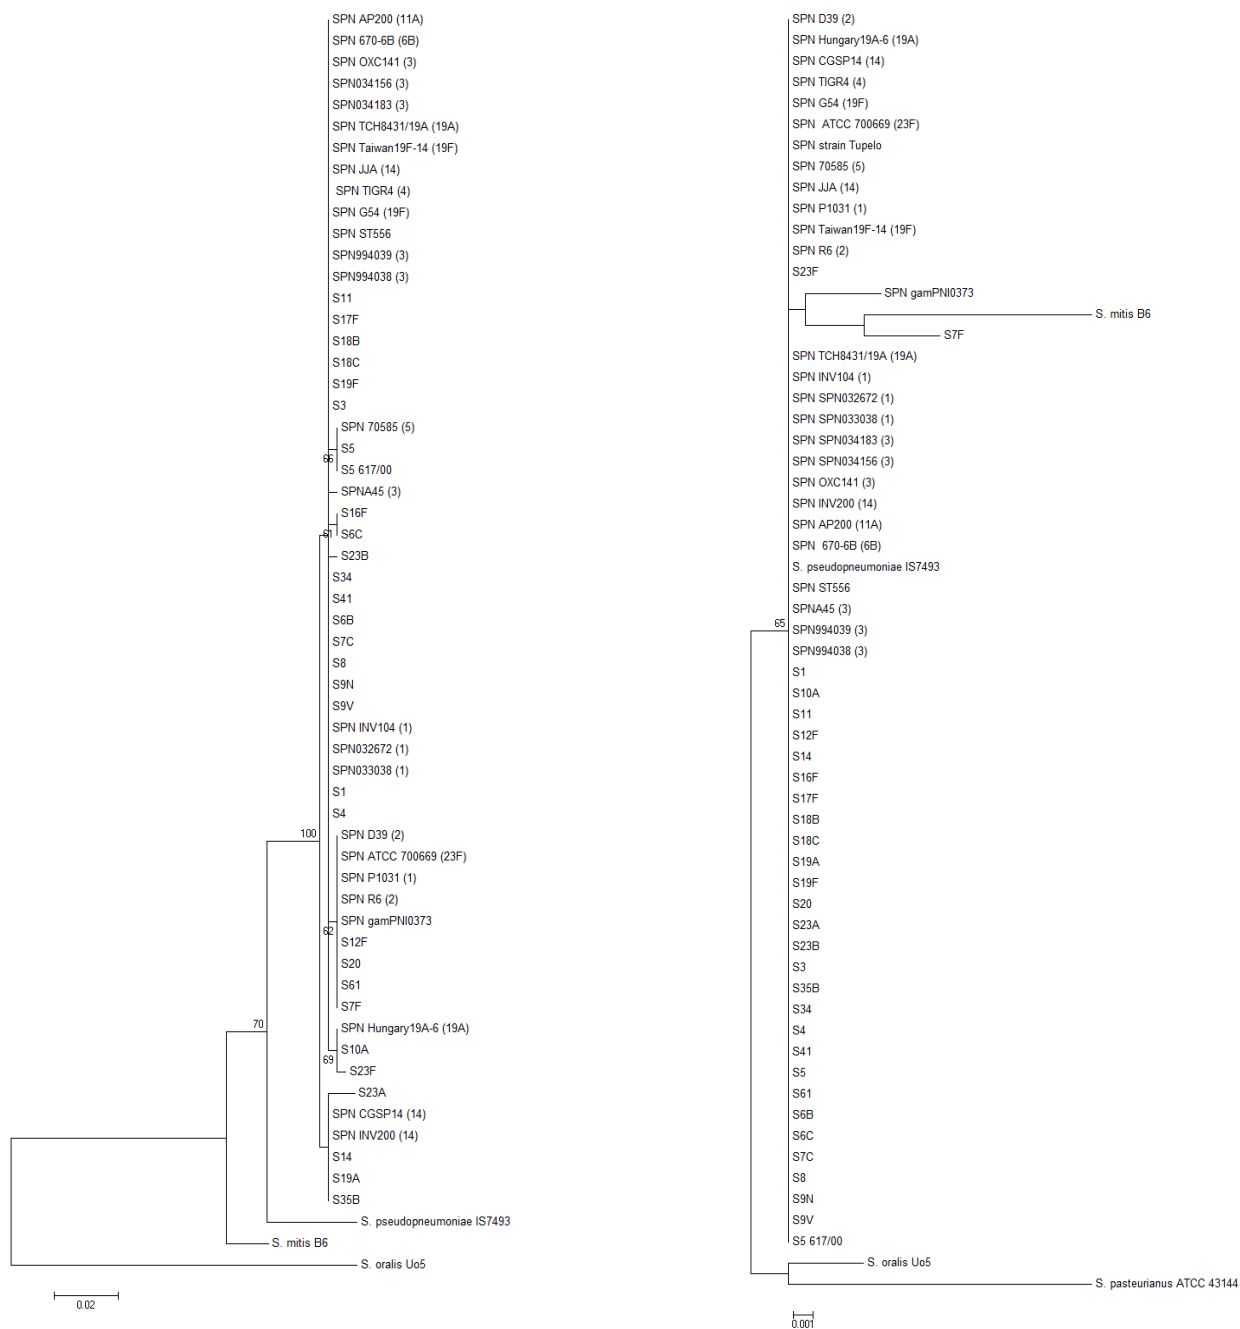 SPN AP200 (11A)
SPN 670-6B (6B)
SPN OXC141 (3)
SPN034156 (3)
SPN034183 (3)
SPN TCH8431/19A (19A)
SPN Taiwan19F-14 (19F)
SPN JJA (14)
SPN TIGR4 (4)
SPN G54 (19F)
SPN ST556
SPN994039 (3)
SPN994038 (3)
S11
S17F
S18B
S18C
S19F
S3
SPN 70585 (5)
S5
66
S5 617/00
SPNA45 (3)
S16F
61
S6C
S23B
S34
S41
S6B
S7C
S8
S9N
S9V
SPN INV104 (1)
SPN032672 (1)
SPN033038 (1)
S1
S4
100
SPN D39 (2)
SPN ATCC 700669 (23F)
SPN P1031 (1)
SPN R6 (2)
SPN gamPNI0373
62
S12F
S20
S61
S7F
70
SPN Hungary19A-6 (19A)
S10A
69
S23F
S23A
SPN CGSP14 (14)
SPN INV200 (14)
S14
S19A
S35B
S. pseudopneumoniae IS7493
S. mitis B6
S. oralis Uo5
0.02
SPN D39 (2)
SPN Hungary19A-6 (19A)
SPN CGSP14 (14)
SPN TIGR4 (4)
SPN G54 (19F)
SPN ATCC 700669 (23F)
SPN strain Tupelo
SPN 70585 (5)
SPN JJA (14)
SPN P1031 (1)
SPN Taiwan19F-14 (19F)
SPN R6 (2)
S23F
SPN gamPNI0373
S. mitis B6
S7F
SPN TCH8431/19A (19A)
SPN INV104 (1)
SPN SPN032672 (1)
SPN SPN033038 (1)
SPN SPN034183 (3)
SPN SPN034156 (3)
SPN OXC141 (3)
SPN INV200 (14)
SPN AP200 (11A)
SPN 670-6B (6B)
S. pseudopneumoniae IS7493
SPN ST556
SPNA45 (3)
65
SPN994039 (3)
SPN994038 (3)
S1
S10A
S11
S12F
S14
S16F
S17F
S18B
S18C
S19A
S19F
S20
S23A
S23B
S3
S35B
S34
S4
S41
S5
S61
S6B
S6C
S7C
S8
S9N
S9V
S5 617/00
S. oralis Uo5
S. pasteurianus ATCC 43144
0.001